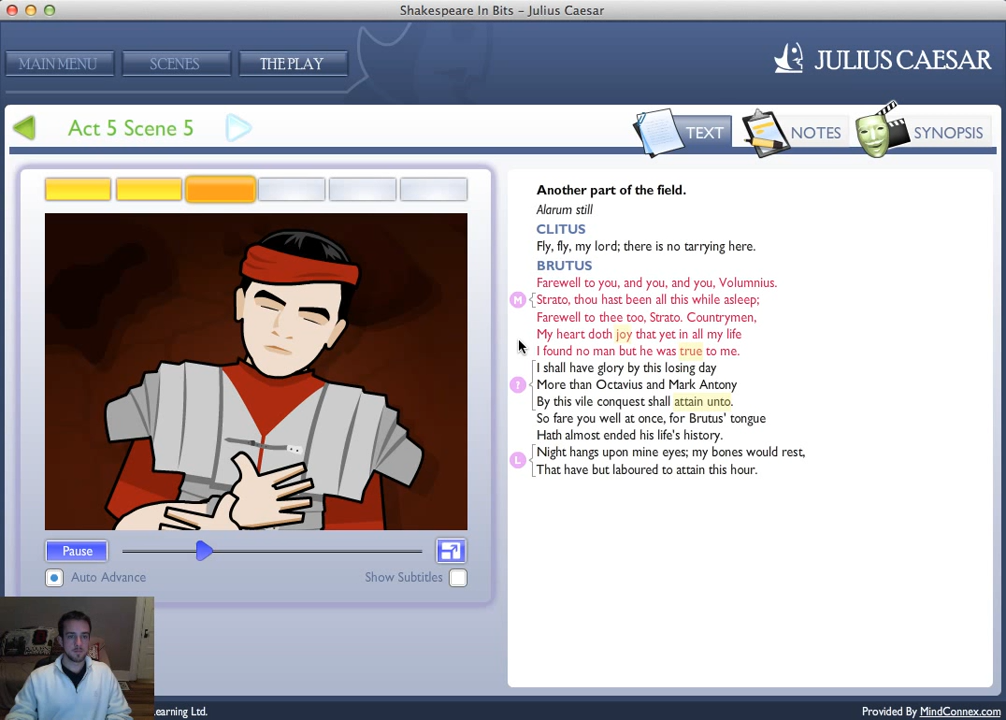 Shakespeare In Bits - Julius Caesar
MAIN MENU
SCENES
THE PLAY
JULIUS CAESAR
Act 5 Scene 5
TEXT
NOTES
SYNOPSIS
Another part of the field.
Alarum still
CLITUS
Fly, fly, my lord; there is no tarrying here.
BRUTUS
Farewell to you, and you, and you, Volumnius.
M Strato, thou hast been all this while asleep;
Farewell to thee too, Strato. Countrymen,
My heart doth joy that yet in all my life
I found no man but he was true to me.
I shall have glory by this losing day
More than Octavius and Mark Antony
By this vile conquest shall attain unto.
So fare you well at once, for Brutus' tongue
Hath almost ended his life's history.
L Night hangs upon mine eyes; my bones would rest,
That have but laboured to attain this hour.
Pause
Auto Advance
Show Subtitles
earning Ltd.
Provided By MindConnex.com